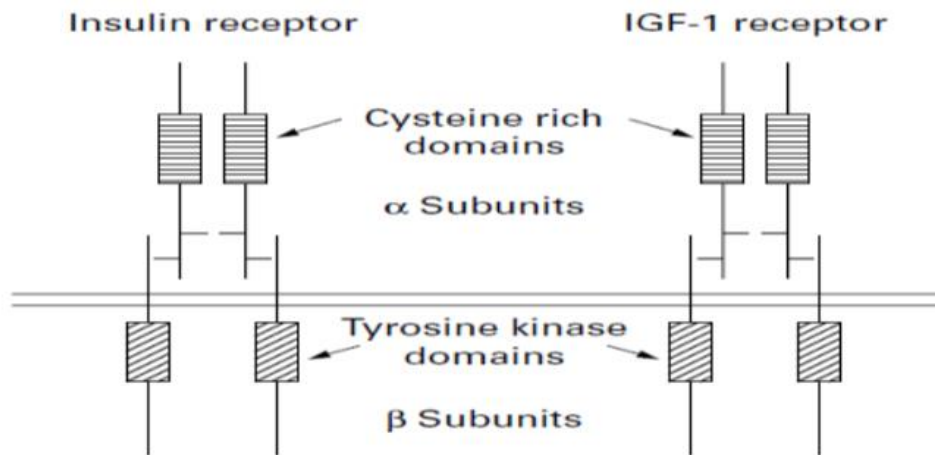 Insulin receptor
IGF-1 receptor
Cysteine rich
domains
α Subunits
Tyrosine kinase
domains
β Subunits